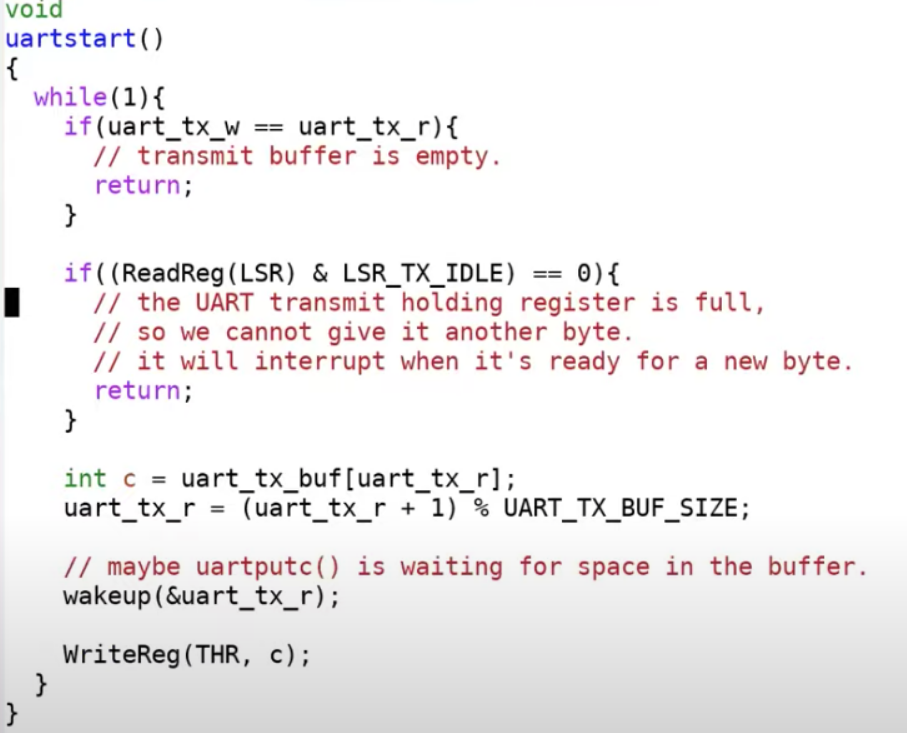 void
uartstart()
{
  while(1){
    if(uart_tx_w == uart_tx_r){
      // transmit buffer is empty.
      return;
    }

    if((ReadReg(LSR) & LSR_TX_IDLE) == 0){
      // the UART transmit holding register is full,
      // so we cannot give it another byte.
      // it will interrupt when it's ready for a new byte.
      return;
    }

    int c = uart_tx_buf[uart_tx_r];
    uart_tx_r = (uart_tx_r + 1) % UART_TX_BUF_SIZE;

    // maybe uartputc() is waiting for space in the buffer.
    wakeup(&uart_tx_r);

    WriteReg(THR, c);
  }
}